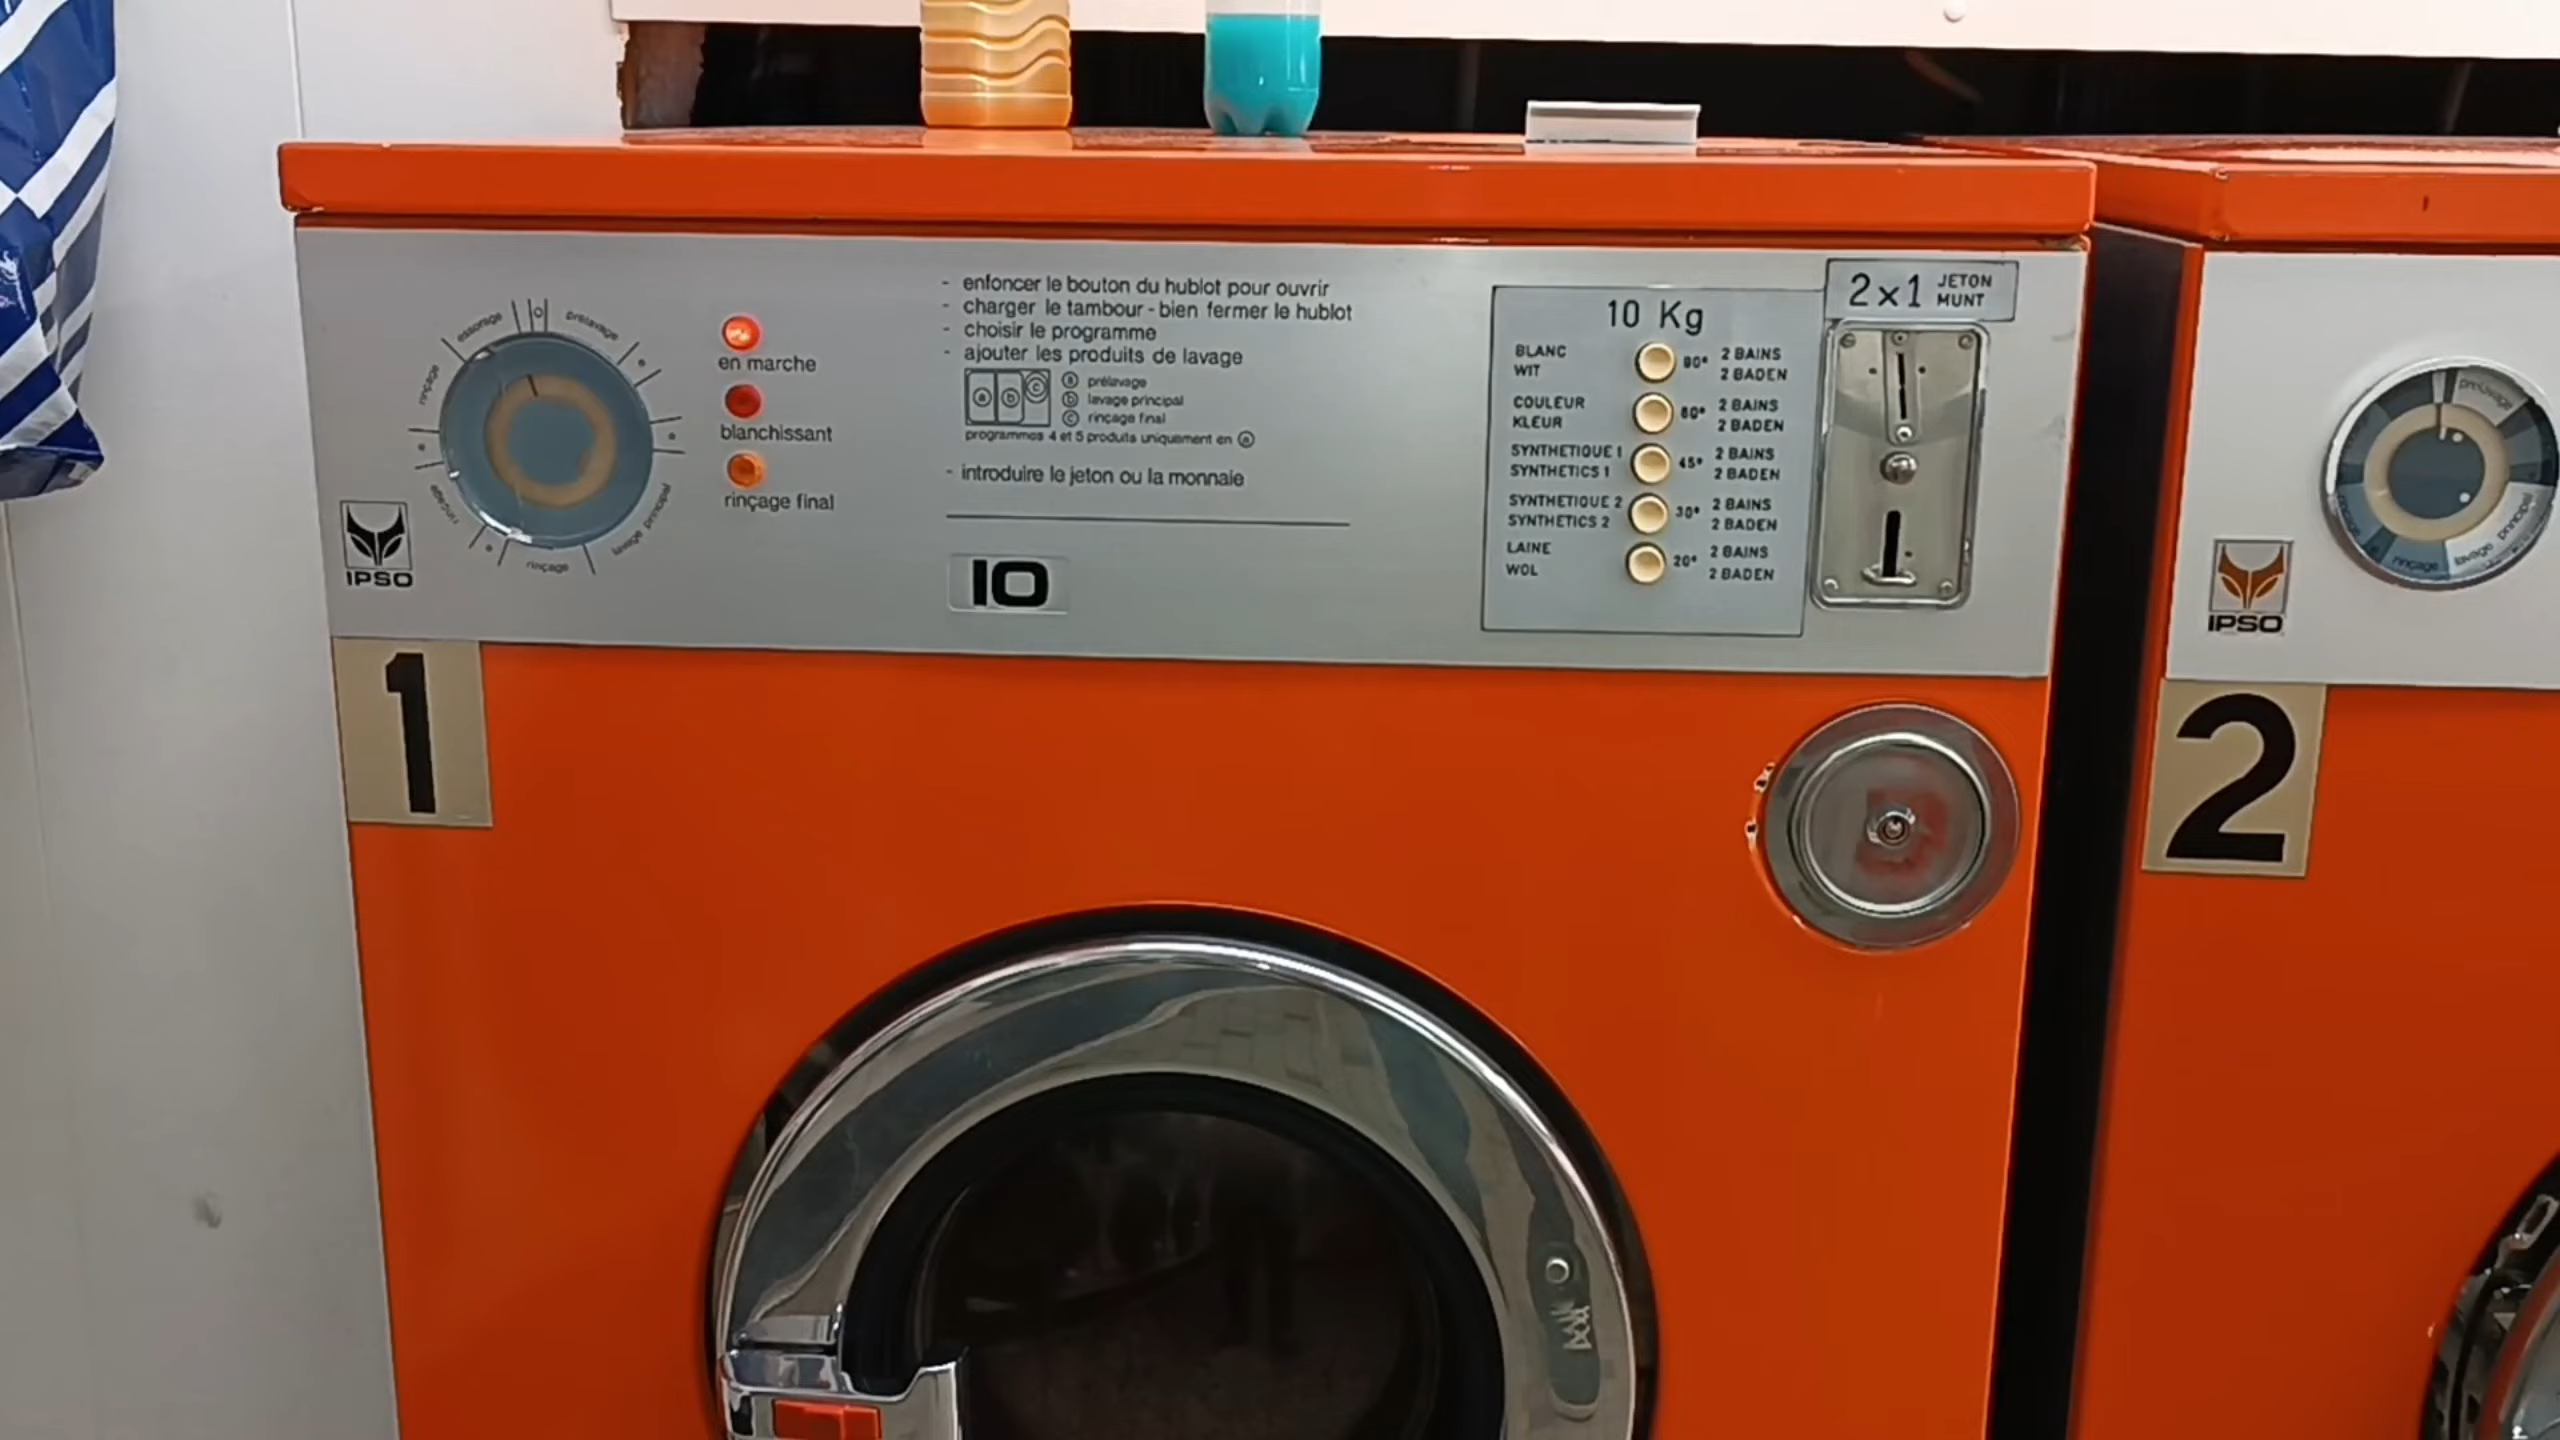 essorage
prélavage
rinçage
rinçage
rinçage
lavage principal
IPSO
en marche
blanchissant
rinçage final
- enfoncer le bouton du hublot pour ouvrir
- charger le tambour - bien fermer le hublot
- choisir le programme
- ajouter les produits de lavage
a b c
a prélavage
b lavage principal
c rinçage final
programmes 4 et 5 produits uniquement en a
- introduire le jeton ou la monnaie
10
10 Kg
BLANC 90° 2 BAINS
WIT 2 BADEN
COULEUR 60° 2 BAINS
KLEUR 2 BADEN
SYNTHETIQUE 1 45° 2 BAINS
SYNTHETICS 1 2 BADEN
SYNTHETIQUE 2 30° 2 BAINS
SYNTHETICS 2 2 BADEN
LAINE 20° 2 BAINS
WOL 2 BADEN
2x1 JETON
MUNT
1
prélavage
lavage principal
rinçage
IPSO
2